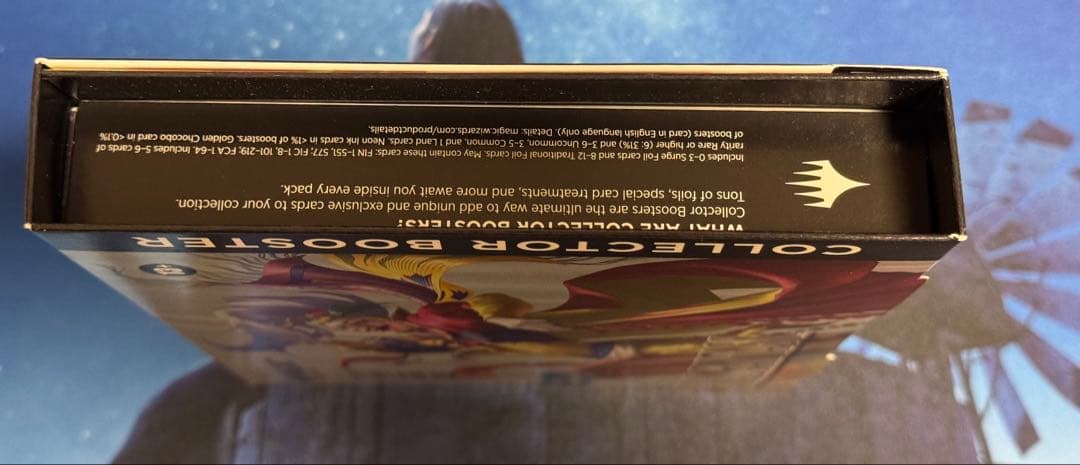 COLLECTOR BOOSTER
WHAT ARE COLLECTOR BOOSTERS?
Collector Boosters are the ultimate way to add unique and exclusive cards to your collection.
Tons of foils, special card treatments, and more await you inside every pack.
Includes 0–3 Surge Foil cards and 8–12 Traditional Foil cards. May contain these cards: FIN 1–551, 577; FIC 1–8, 101–219; FCA 1–64. Includes 5–6 cards of
rarity Rare or higher (6: 31%) and 3–6 Uncommon, 3–5 Common, and 1 Land cards. Neon Ink cards in <1% of boosters. Golden Chocobo card in <0.1%
of boosters (card in English language only). Details: magic.wizards.com/productdetails.